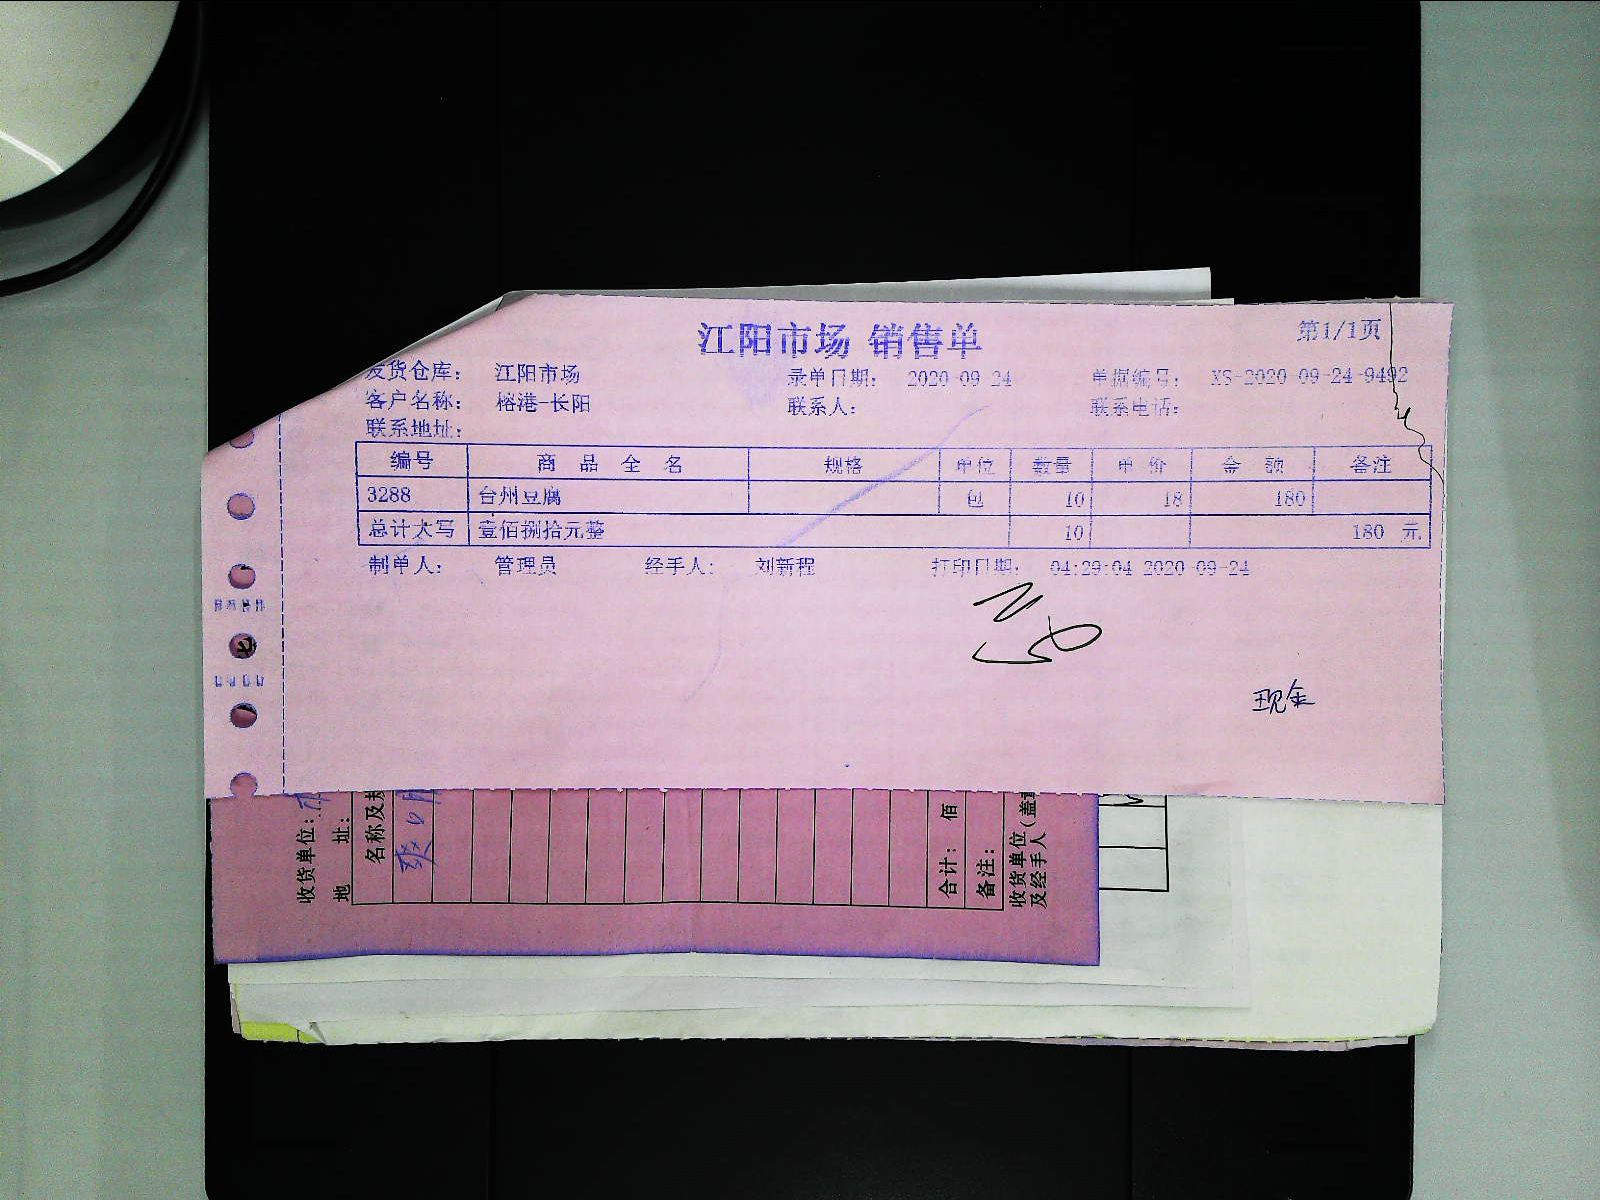 江阳市场 销售单
第1/1页
发货仓库： 江阳市场 录单日期： 2020-09-24 单据编号： XS-2020-09-24-9492
客户名称： 榕港-长阳 联系人： 联系电话：
联系地址：
编号 商品全名 规格 单位 数量 单价 金额 备注
3288 台州豆腐 包 10 18 180
总计大写 壹佰捌拾元整 10 180 元
制单人： 管理员 经手人： 刘新程 打印日期： 04:29:04 2020-09-24
现金
收货单位：
地 址：
名称及规
合计： 佰
备注：
收货单位（盖章
及经手人